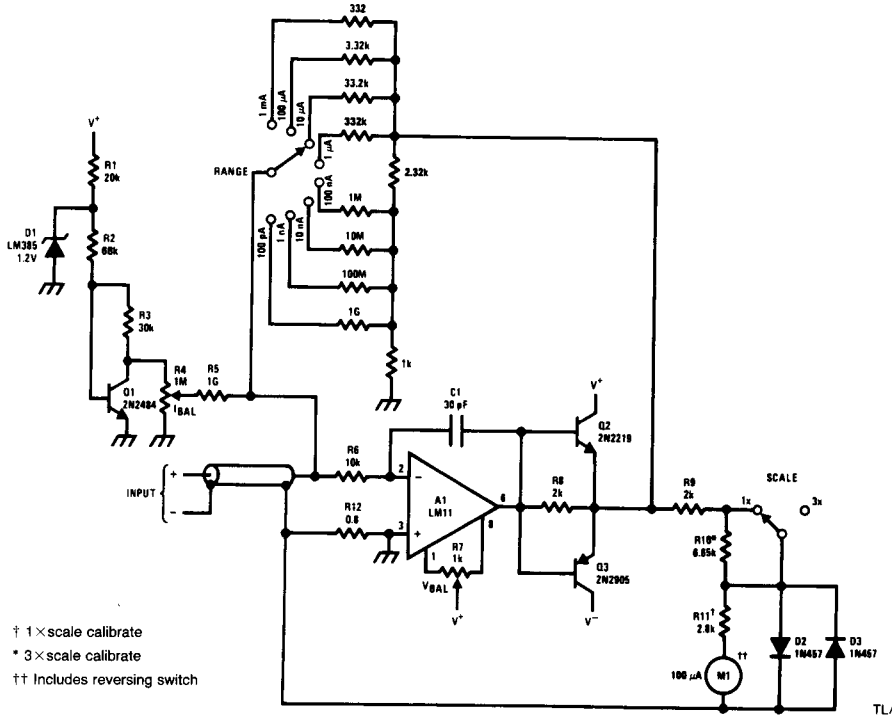 332
3.32k
33.2k
332k
1 mA
100 µA
10 µA
1 µA
100 nA
10 nA
1 nA
100 pA
RANGE
2.32k
1M
10M
100M
1G
1k
V+
R1
20k
D1
LM385
1.2V
R2
68k
R3
30k
R4
1M
R5
1G
Q1
2N2484
IBAL
C1
30 pF
V+
Q2
2N2219
INPUT
+
−
R6
10k
R12
0.8
2
−
3
+
A1
LM11
6
1
8
R7
1k
VBAL
V+
R8
2k
Q3
2N2905
V−
R9
2k
SCALE
1x
3x
R10*
6.65k
R11†
2.8k
D2
1N457
D3
1N457
††
100 µA
M1
† 1×scale calibrate
* 3×scale calibrate
†† Includes reversing switch
TL/